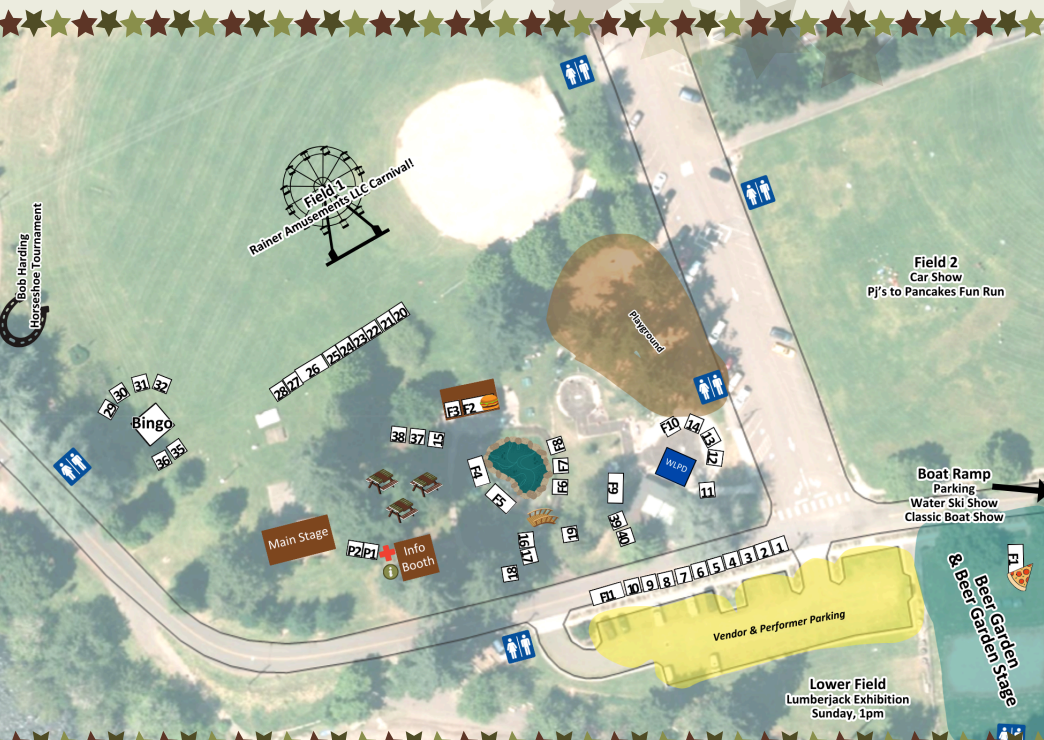 Field 1
Rainer Amusements LLC Carnival!
Bob Harding
Horseshoe Tournament
Field 2
Car Show
Pj's to Pancakes Fun Run
Playground
28 27 26 25 24 23 22 21 20
29 30 31 32
Bingo
36 35
F3 F2
38 37 15
F4
F5
F8
F7
F6
F10 14 13 12
WLPD
11
F9
39
40
16 17
19
18
Main Stage
P2 P1
Info
Booth
i
F11 10 9 8 7 6 5 4 3 2 1
Vendor & Performer Parking
Boat Ramp
Parking
Water Ski Show
Classic Boat Show
F1
Beer Garden
& Beer Garden Stage
Lower Field
Lumberjack Exhibition
Sunday, 1pm